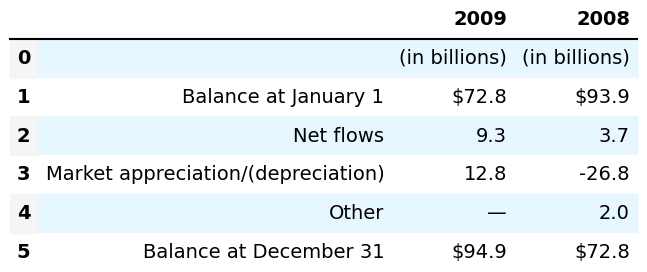 2009 2008
0 (in billions) (in billions)
1 Balance at January 1 $72.8 $93.9
2 Net flows 9.3 3.7
3 Market appreciation/(depreciation) 12.8 -26.8
4 Other — 2.0
5 Balance at December 31 $94.9 $72.8